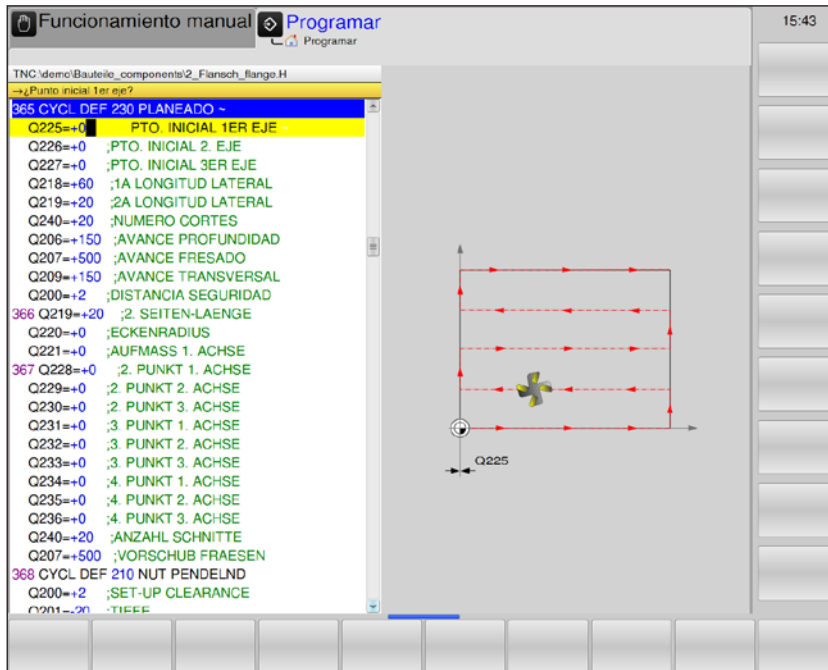 Funcionamiento manual
Programar
Programar
15:43
TNC:\demo\Bauteile_components\2_Flansch_flange.H
→¿Punto inicial 1er eje?
365 CYCL DEF 230 PLANEADO ~
Q225=+0 PTO. INICIAL 1ER EJE ~
Q226=+0 ;PTO. INICIAL 2. EJE
Q227=+0 ;PTO. INICIAL 3ER EJE
Q218=+60 ;1A LONGITUD LATERAL
Q219=+20 ;2A LONGITUD LATERAL
Q240=+20 ;NUMERO CORTES
Q206=+150 ;AVANCE PROFUNDIDAD
Q207=+500 ;AVANCE FRESADO
Q209=+150 ;AVANCE TRANSVERSAL
Q200=+2 ;DISTANCIA SEGURIDAD
366 Q219=+20 ;2. SEITEN-LAENGE
Q220=+0 ;ECKENRADIUS
Q221=+0 ;AUFMASS 1. ACHSE
367 Q228=+0 ;2. PUNKT 1. ACHSE
Q229=+0 ;2. PUNKT 2. ACHSE
Q230=+0 ;2. PUNKT 3. ACHSE
Q231=+0 ;3. PUNKT 1. ACHSE
Q232=+0 ;3. PUNKT 2. ACHSE
Q233=+0 ;3. PUNKT 3. ACHSE
Q234=+0 ;4. PUNKT 1. ACHSE
Q235=+0 ;4. PUNKT 2. ACHSE
Q236=+0 ;4. PUNKT 3. ACHSE
Q240=+20 ;ANZAHL SCHNITTE
Q207=+500 ;VORSCHUB FRAESEN
368 CYCL DEF 210 NUT PENDELND
Q200=+2 ;SET-UP CLEARANCE
Q201=-20 ;TIEFE
Q225